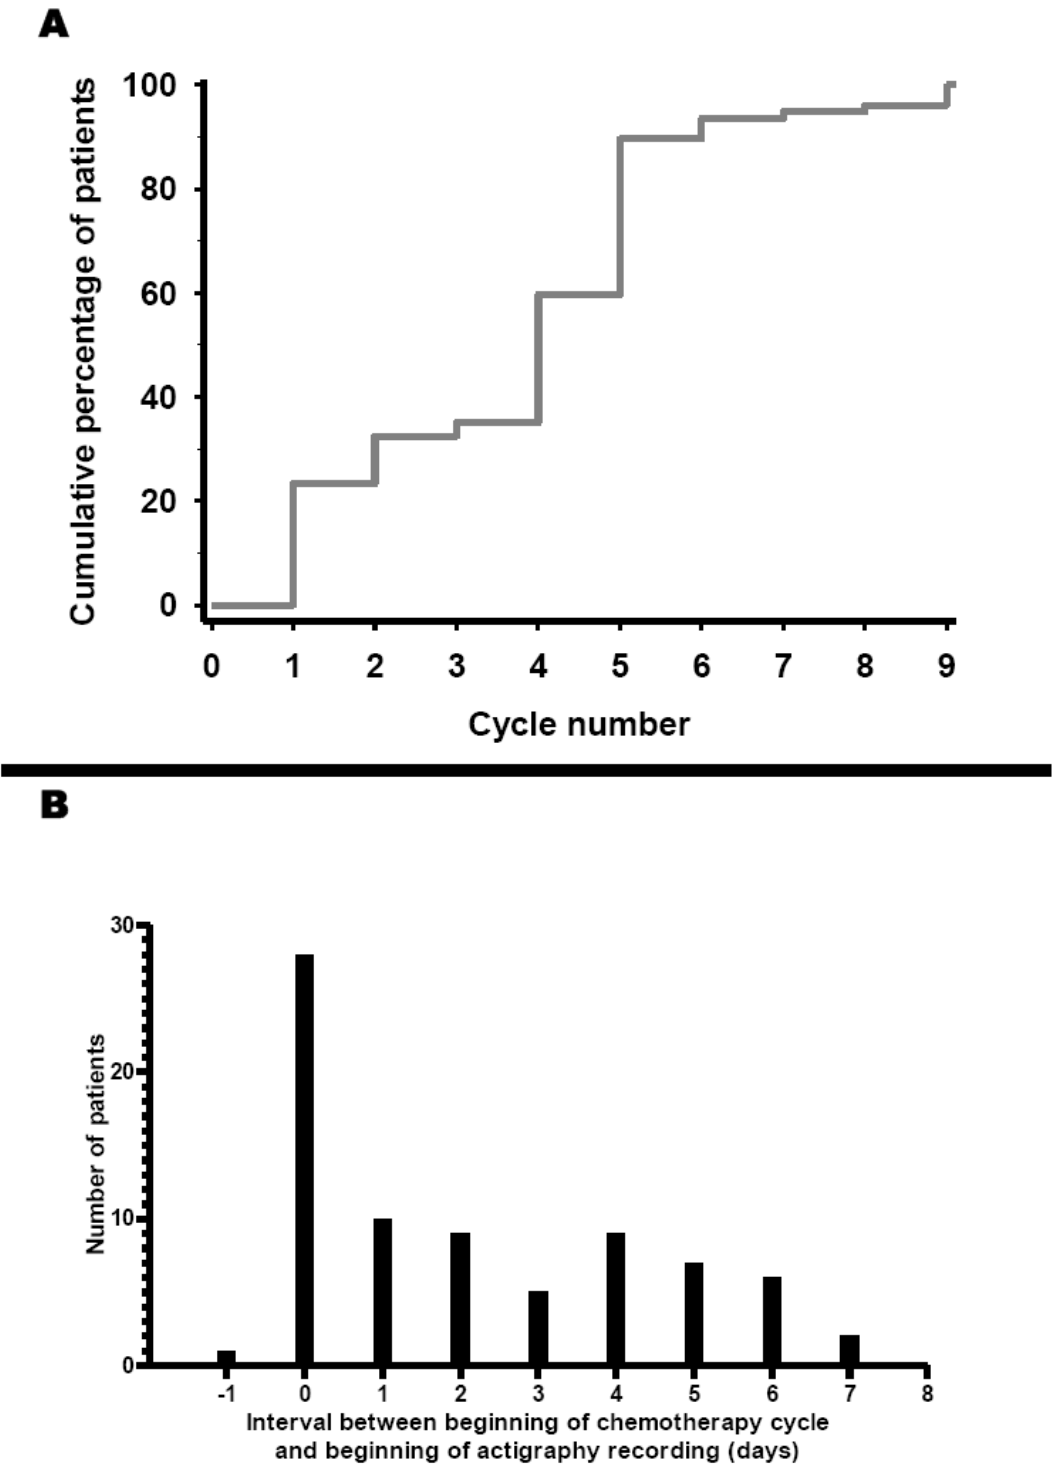 A
Cumulative percentage of patients
100
80
60
40
20
0
0 1 2 3 4 5 6 7 8 9
Cycle number
B
Number of patients
30
20
10
0
-1 0 1 2 3 4 5 6 7 8
Interval between beginning of chemotherapy cycle
and beginning of actigraphy recording (days)